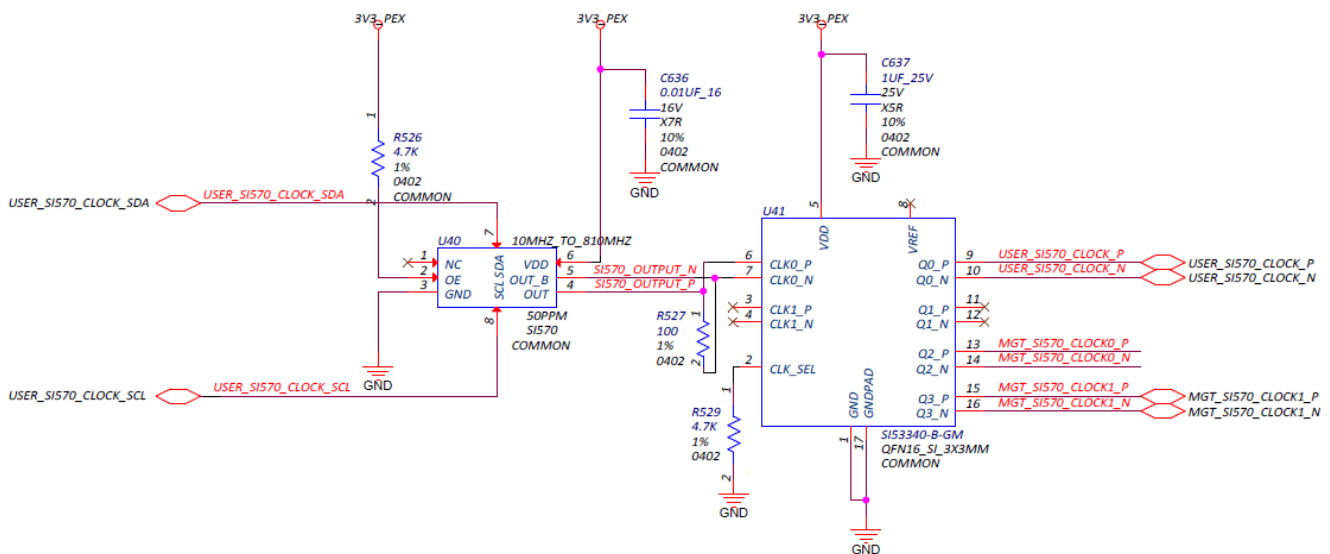 3V3_PEX
3V3_PEX
3V3_PEX
C636
0.01UF_16
16V
X7R
10%
0402
COMMON
GND
C637
1UF_25V
25V
X5R
10%
0402
COMMON
GND
1
R526
4.7K
1%
0402
COMMON
2
USER_SI570_CLOCK_SDA
USER_SI570_CLOCK_SDA
7
U40
10MHZ_TO_810MHZ
1
NC
2
OE
3
GND
SCL
SDA
VDD
6
OUT_B
5
OUT
4
SI570_OUTPUT_N
SI570_OUTPUT_P
8
50PPM
SI570
COMMON
GND
USER_SI570_CLOCK_SCL
USER_SI570_CLOCK_SCL
1
R527
100
1%
0402
2
U41
5
VDD
8
VREF
6
CLK0_P
7
CLK0_N
3
CLK1_P
4
CLK1_N
2
CLK_SEL
1
R529
4.7K
1%
0402
2
GND
Q0_P
9
USER_SI570_CLOCK_P
USER_SI570_CLOCK_P
Q0_N
10
USER_SI570_CLOCK_N
USER_SI570_CLOCK_N
Q1_P
11
Q1_N
12
Q2_P
13
MGT_SI570_CLOCK0_P
Q2_N
14
MGT_SI570_CLOCK0_N
Q3_P
15
MGT_SI570_CLOCK1_P
MGT_SI570_CLOCK1_P
Q3_N
16
MGT_SI570_CLOCK1_N
MGT_SI570_CLOCK1_N
GND
GNDPAD
1
17
SI53340-B-GM
QFN16_SI_3X3MM
COMMON
GND